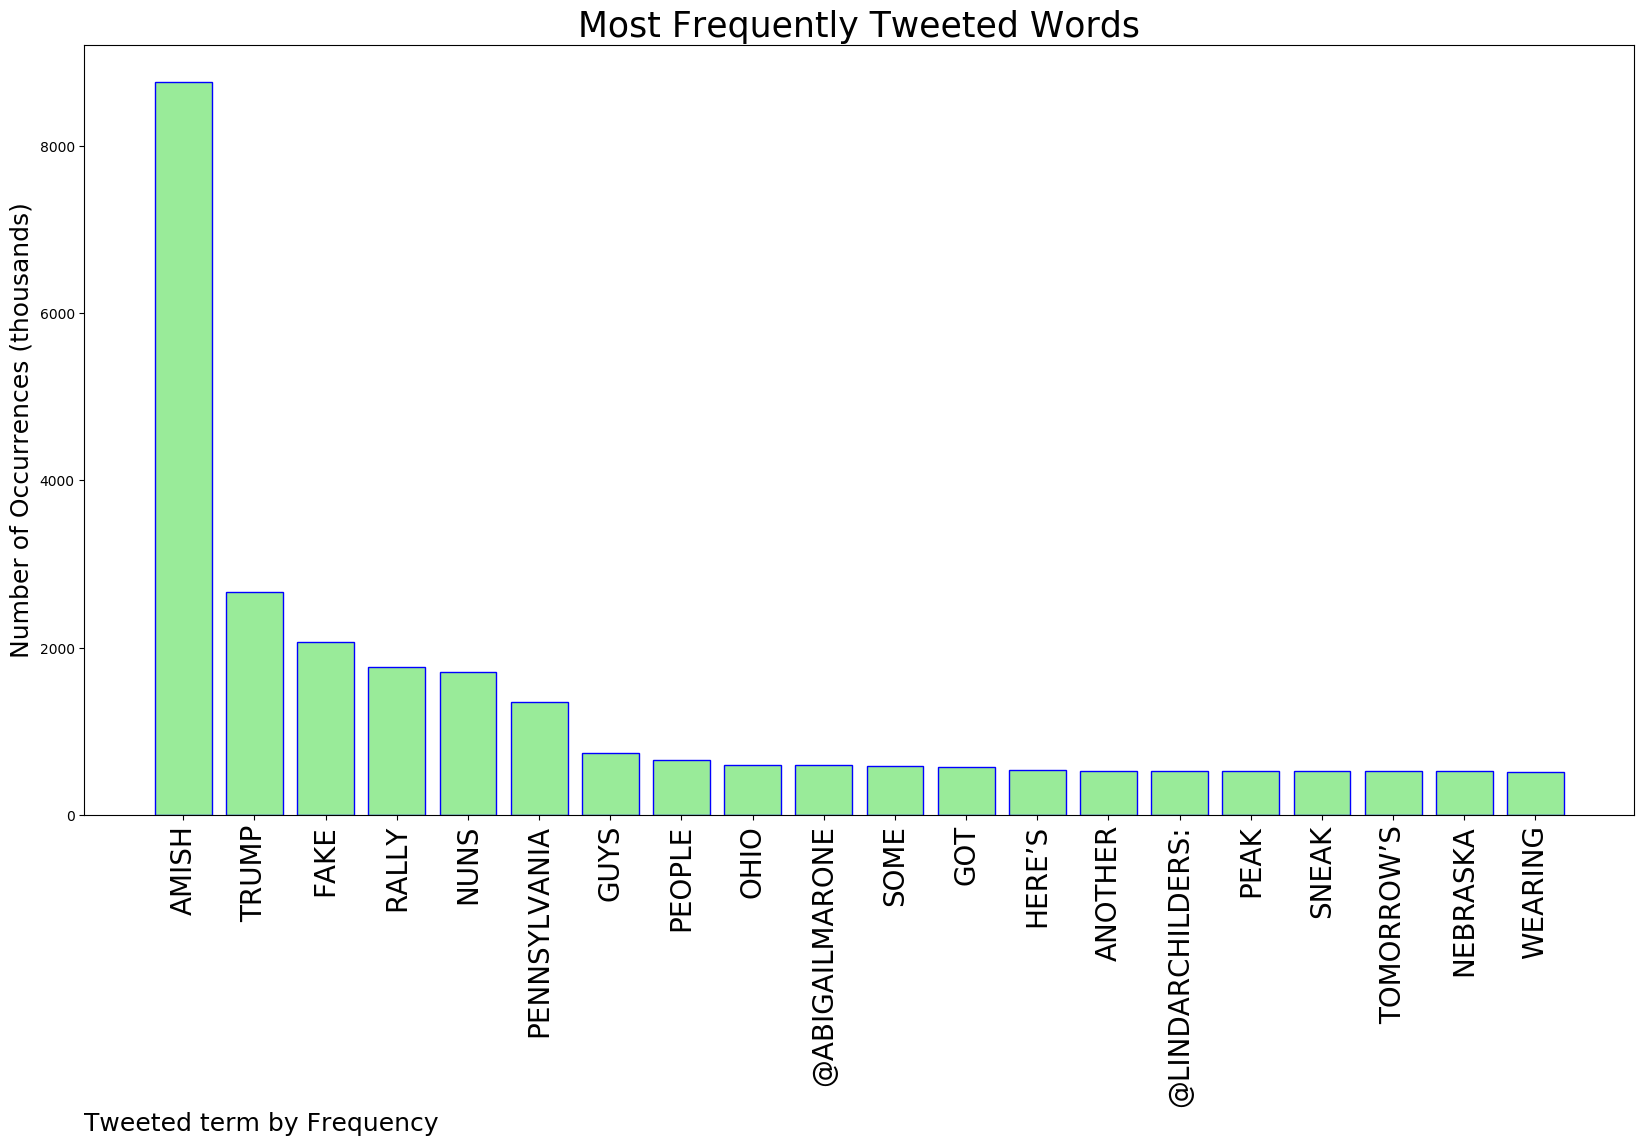 Most Frequently Tweeted Words
Number of Occurrences (thousands)
8000
6000
4000
2000
0
AMISH
TRUMP
FAKE
RALLY
NUNS
PENNSYLVANIA
GUYS
PEOPLE
OHIO
@ABIGAILMARONE
SOME
GOT
HERE’S
ANOTHER
@LINDARCHILDERS:
PEAK
SNEAK
TOMORROW’S
NEBRASKA
WEARING
Tweeted term by Frequency